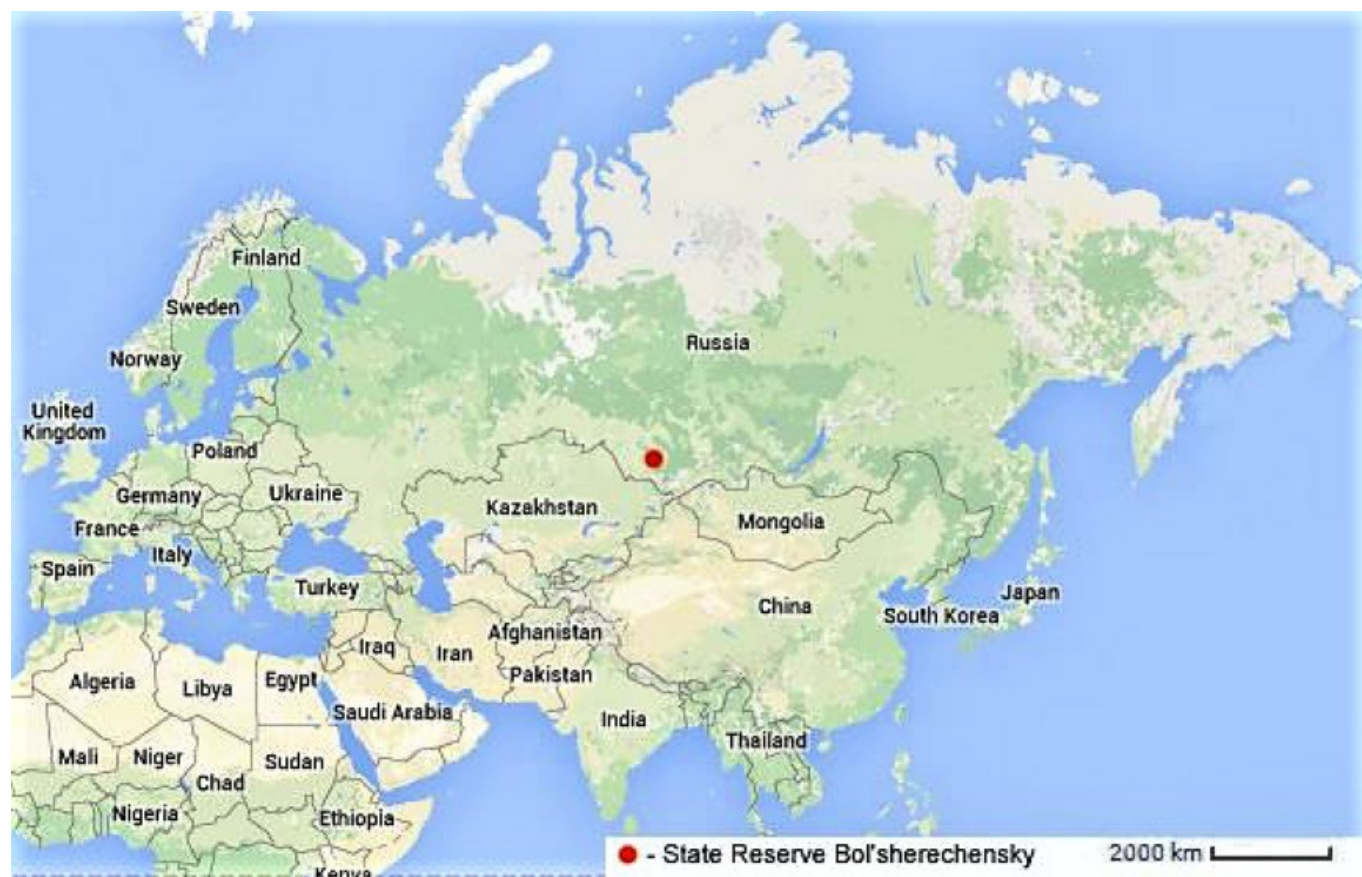 Finland
Sweden
Russia
Norway
United
Kingdom
Poland
Germany
Ukraine
Kazakhstan
France
Mongolia
Italy
Spain
Turkey
Japan
China
South Korea
Afghanistan
Iraq
Iran
Pakistan
Algeria
Libya
Egypt
Saudi Arabia
India
Thailand
Mali
Niger
Sudan
Chad
Nigeria
Ethiopia
- State Reserve Bol'sherechensky
2000 km
Kenya